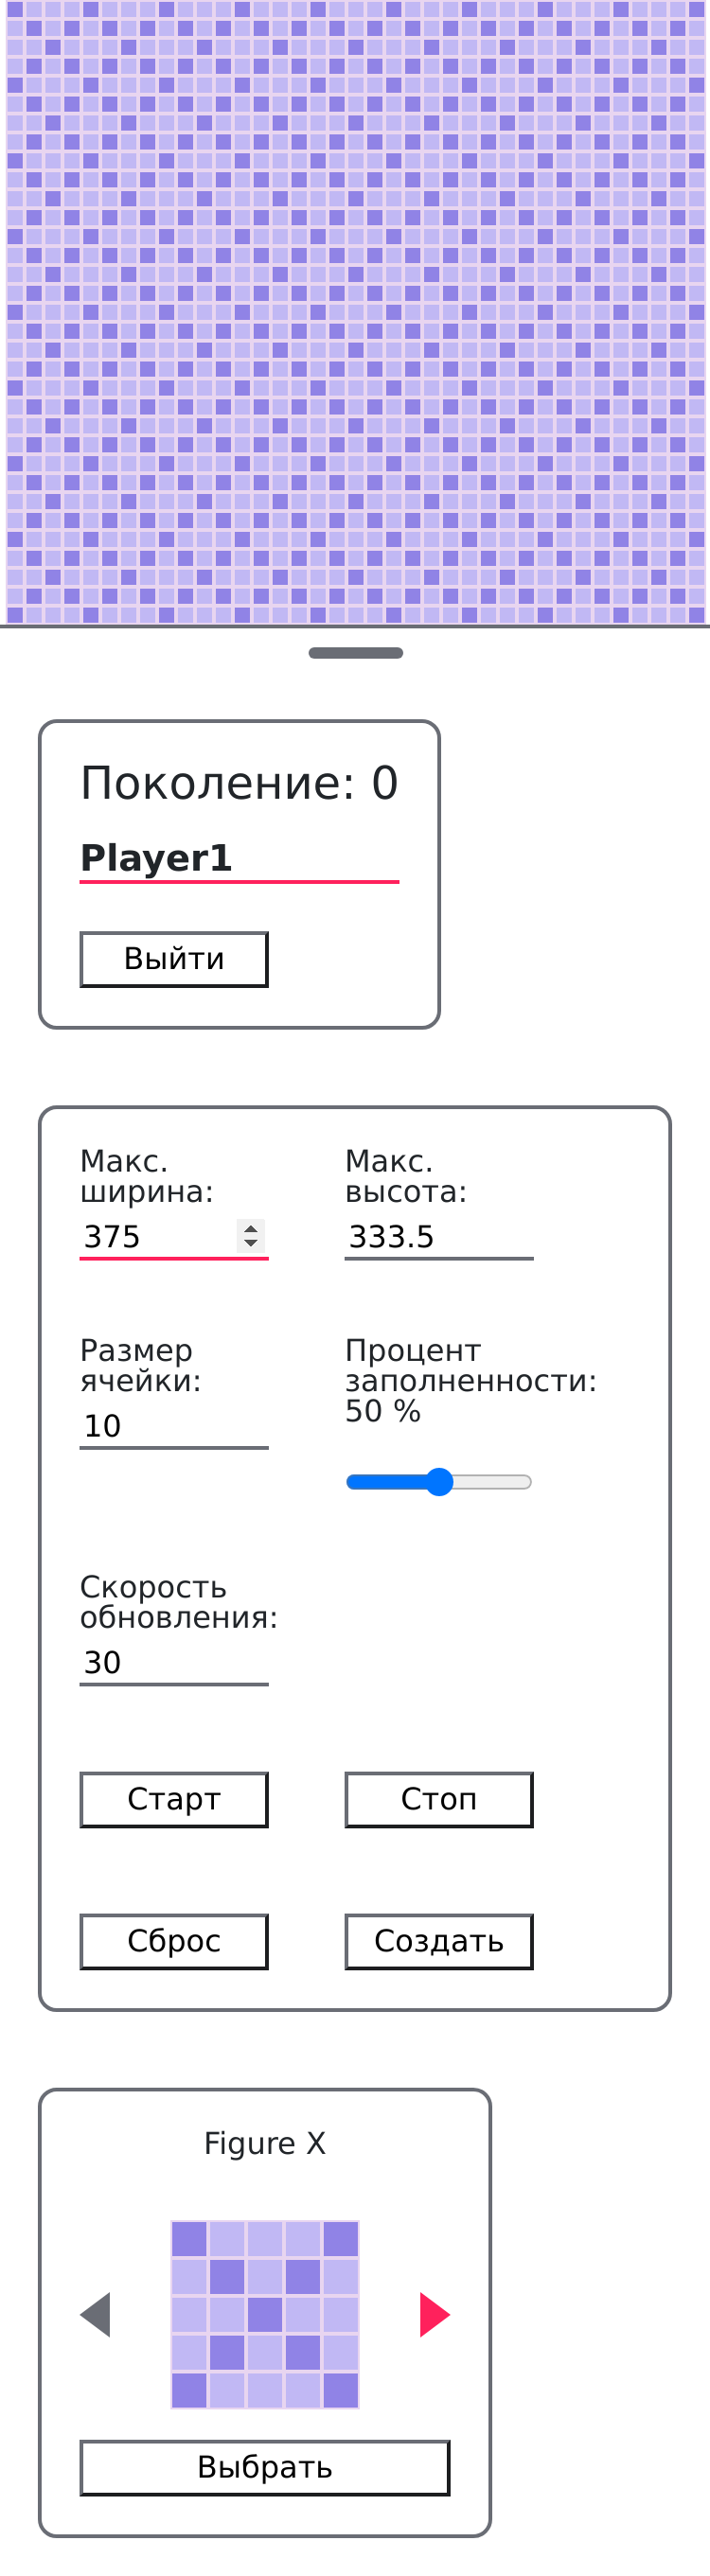 Поколение: 0
Player1
Выйти
Макс.
ширина:
375
Макс.
высота:
333.5
Размер
ячейки:
10
Процент
заполненности:
50 %
Скорость
обновления:
30
Старт
Стоп
Сброс
Создать
Figure X
Выбрать